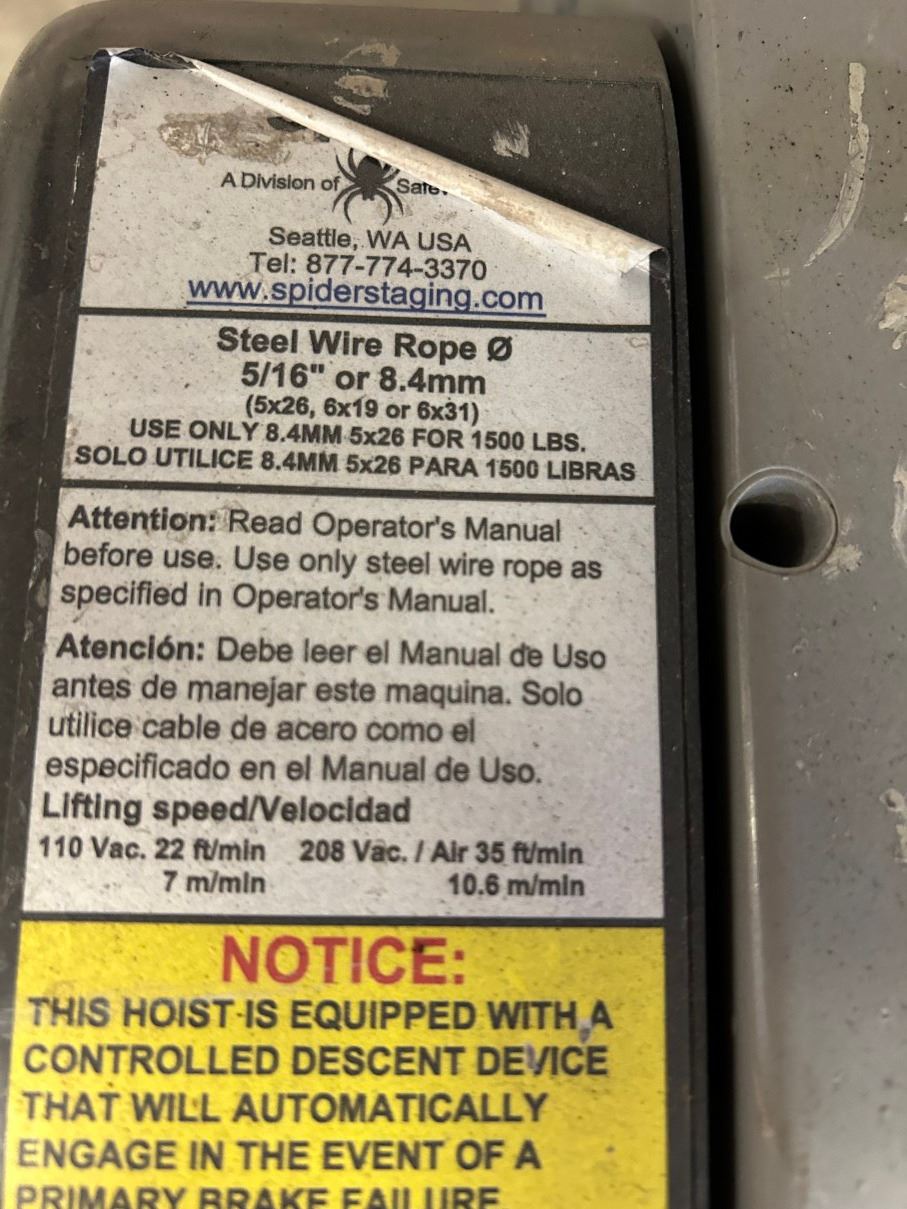 A Division of
Seattle, WA USA
Tel: 877-774-3370
www.spiderstaging.com
Steel Wire Rope Ø
5/16" or 8.4mm
(5x26, 6x19 or 6x31)
USE ONLY 8.4MM 5x26 FOR 1500 LBS.
SOLO UTILICE 8.4MM 5x26 PARA 1500 LIBRAS
Attention: Read Operator's Manual
before use. Use only steel wire rope as
specified in Operator's Manual.
Atención: Debe leer el Manual de Uso
antes de manejar este maquina. Solo
utilice cable de acero como el
especificado en el Manual de Uso.
Lifting speed/Velocidad
110 Vac. 22 ft/min 208 Vac. / Air 35 ft/min
7 m/min 10.6 m/min
NOTICE:
THIS HOIST IS EQUIPPED WITH A
CONTROLLED DESCENT DEVICE
THAT WILL AUTOMATICALLY
ENGAGE IN THE EVENT OF A
PRIMARY BRAKE FAILURE